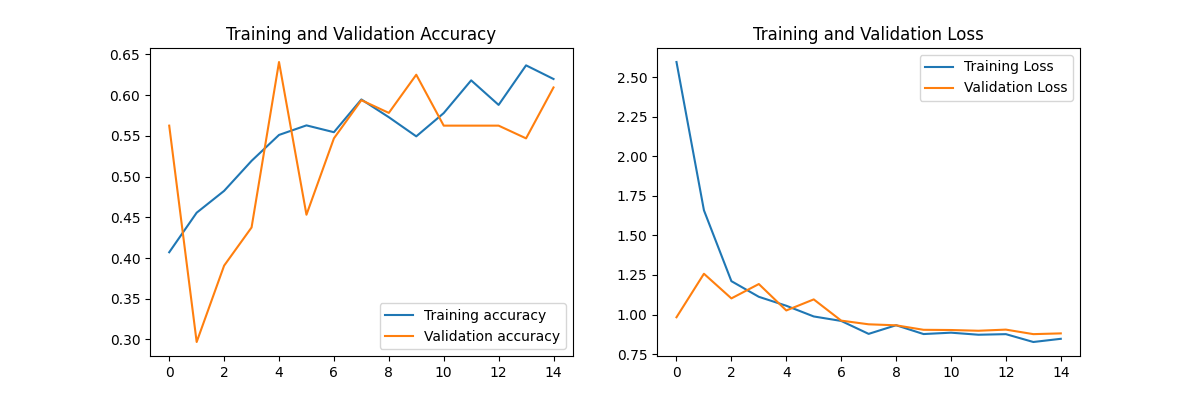 Training and Validation Accuracy
0.65
0.60
0.55
0.50
0.45
0.40
0.35
0.30
0 2 4 6 8 10 12 14
Training accuracy
Validation accuracy
Training and Validation Loss
2.50
2.25
2.00
1.75
1.50
1.25
1.00
0.75
0 2 4 6 8 10 12 14
Training Loss
Validation Loss